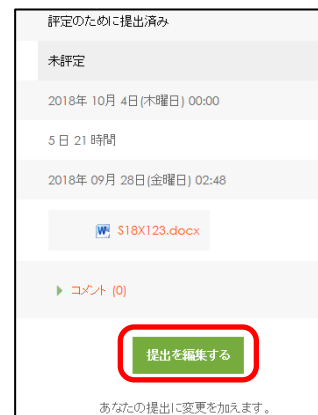 評定のために提出済み
未評定
2018年 10月 4日(木曜日) 00:00
5 日 21 時間
2018年 09月 28日(金曜日) 02:48
S18X123.docx
コメント (0)
提出を編集する
あなたの提出に変更を加えます。